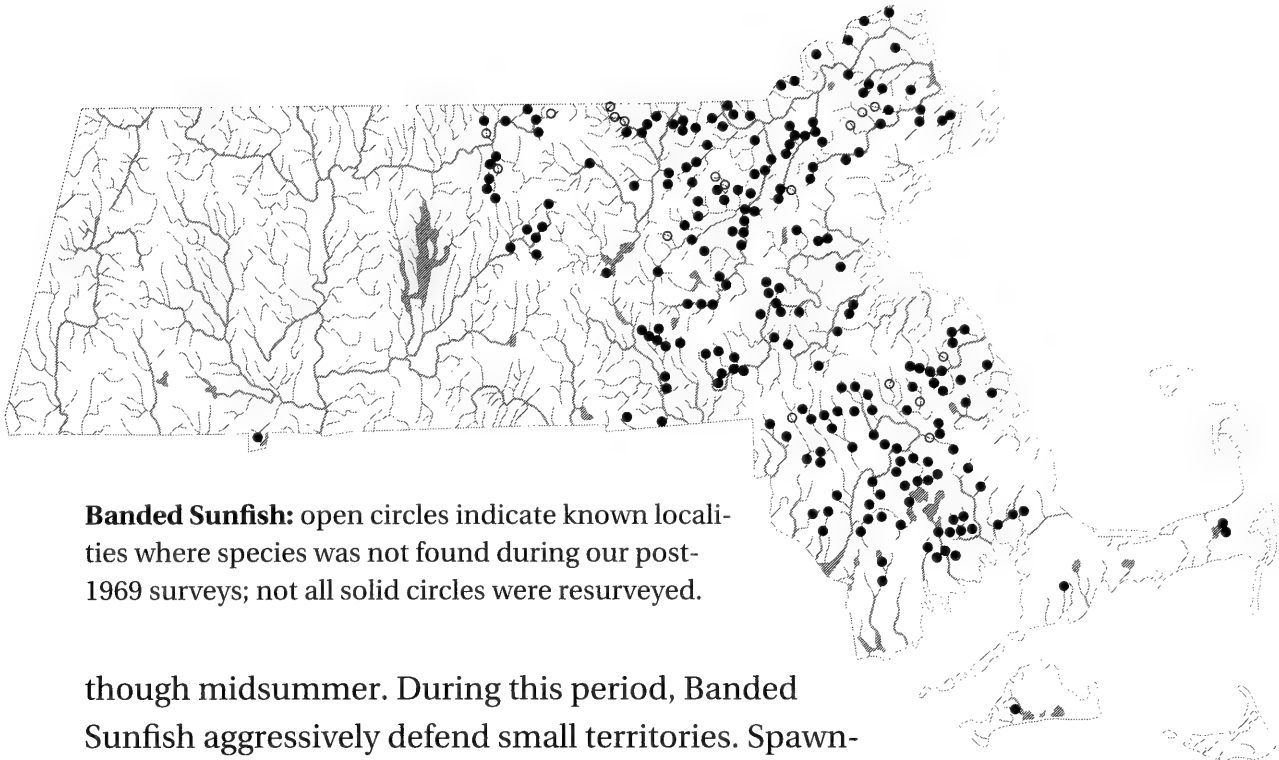 Banded Sunfish: open circles indicate known locali-
ties where species was not found during our post-
1969 surveys; not all solid circles were resurveyed.
though midsummer. During this period, Banded
Sunfish aggressively defend small territories. Spawn-